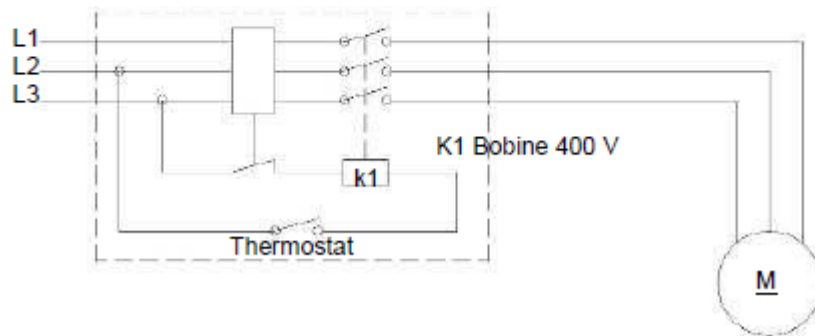 L1
L2
L3
K1 Bobine 400 V
k1
Thermostat
M